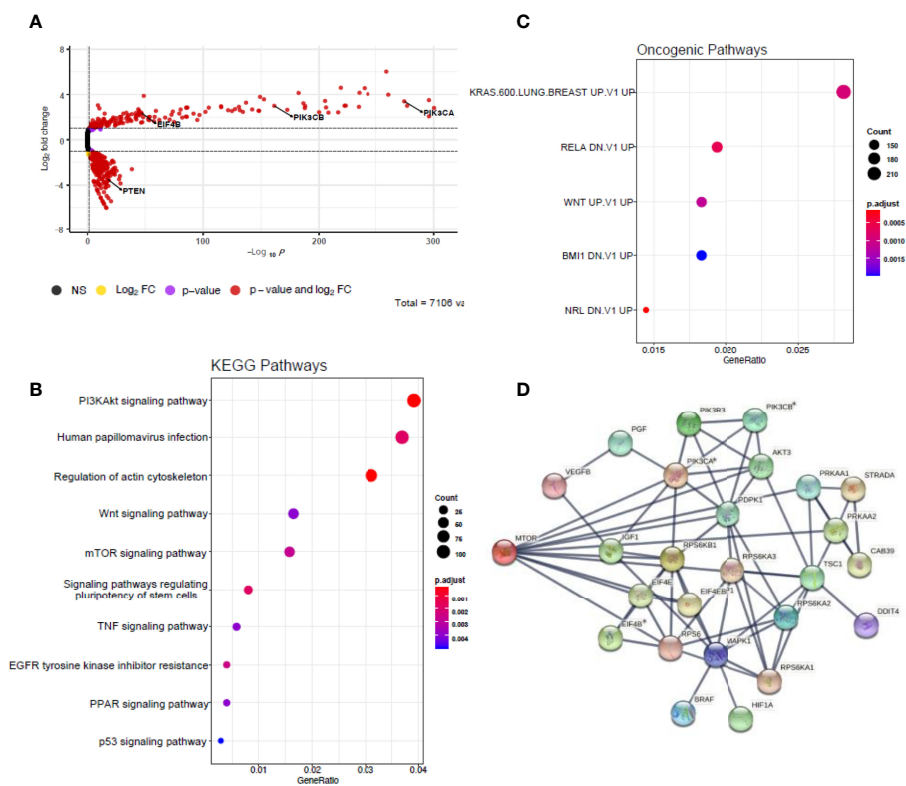 A
8
4
0
-4
-8
Log2 fold change
EIF4B
PIK3CB
PIK3CA
PTEN
0
100
200
300
−Log 10 P
NS
Log2 FC
p-value
p – value and log2 FC
Total = 7106 va
B
KEGG Pathways
PI3KAkt signaling pathway
Human papillomavirus infection
Regulation of actin cytoskeleton
Wnt signaling pathway
mTOR signaling pathway
Signaling pathways regulating
pluripotency of stem cells
TNF signaling pathway
EGFR tyrosine kinase inhibitor resistance
PPAR signaling pathway
p53 signaling pathway
0.01
0.02
0.03
0.04
GeneRatio
Count
25
50
75
100
p.adjust
0.001
0.002
0.003
0.004
C
Oncogenic Pathways
KRAS.600.LUNG.BREAST UP.V1 UP
RELA DN.V1 UP
WNT UP.V1 UP
BMI1 DN.V1 UP
NRL DN.V1 UP
0.015
0.020
0.025
GeneRatio
Count
150
180
210
p.adjust
0.0005
0.0010
0.0015
D
PIK3R3
PIK3CB*
PGF
PIK3CA*
AKT3
VEGFB
PRKAA1
STRADA
PDPK1
PRKAA2
MTOR
IGF1
RPS6KB1
RPS6KA3
TSC1
CAB39
EIF4E
EIF4EB*1
RPS6KA2
DDIT4
EIF4B*
RPS6
MAPK1
RPS6KA1
BRAF
HIF1A